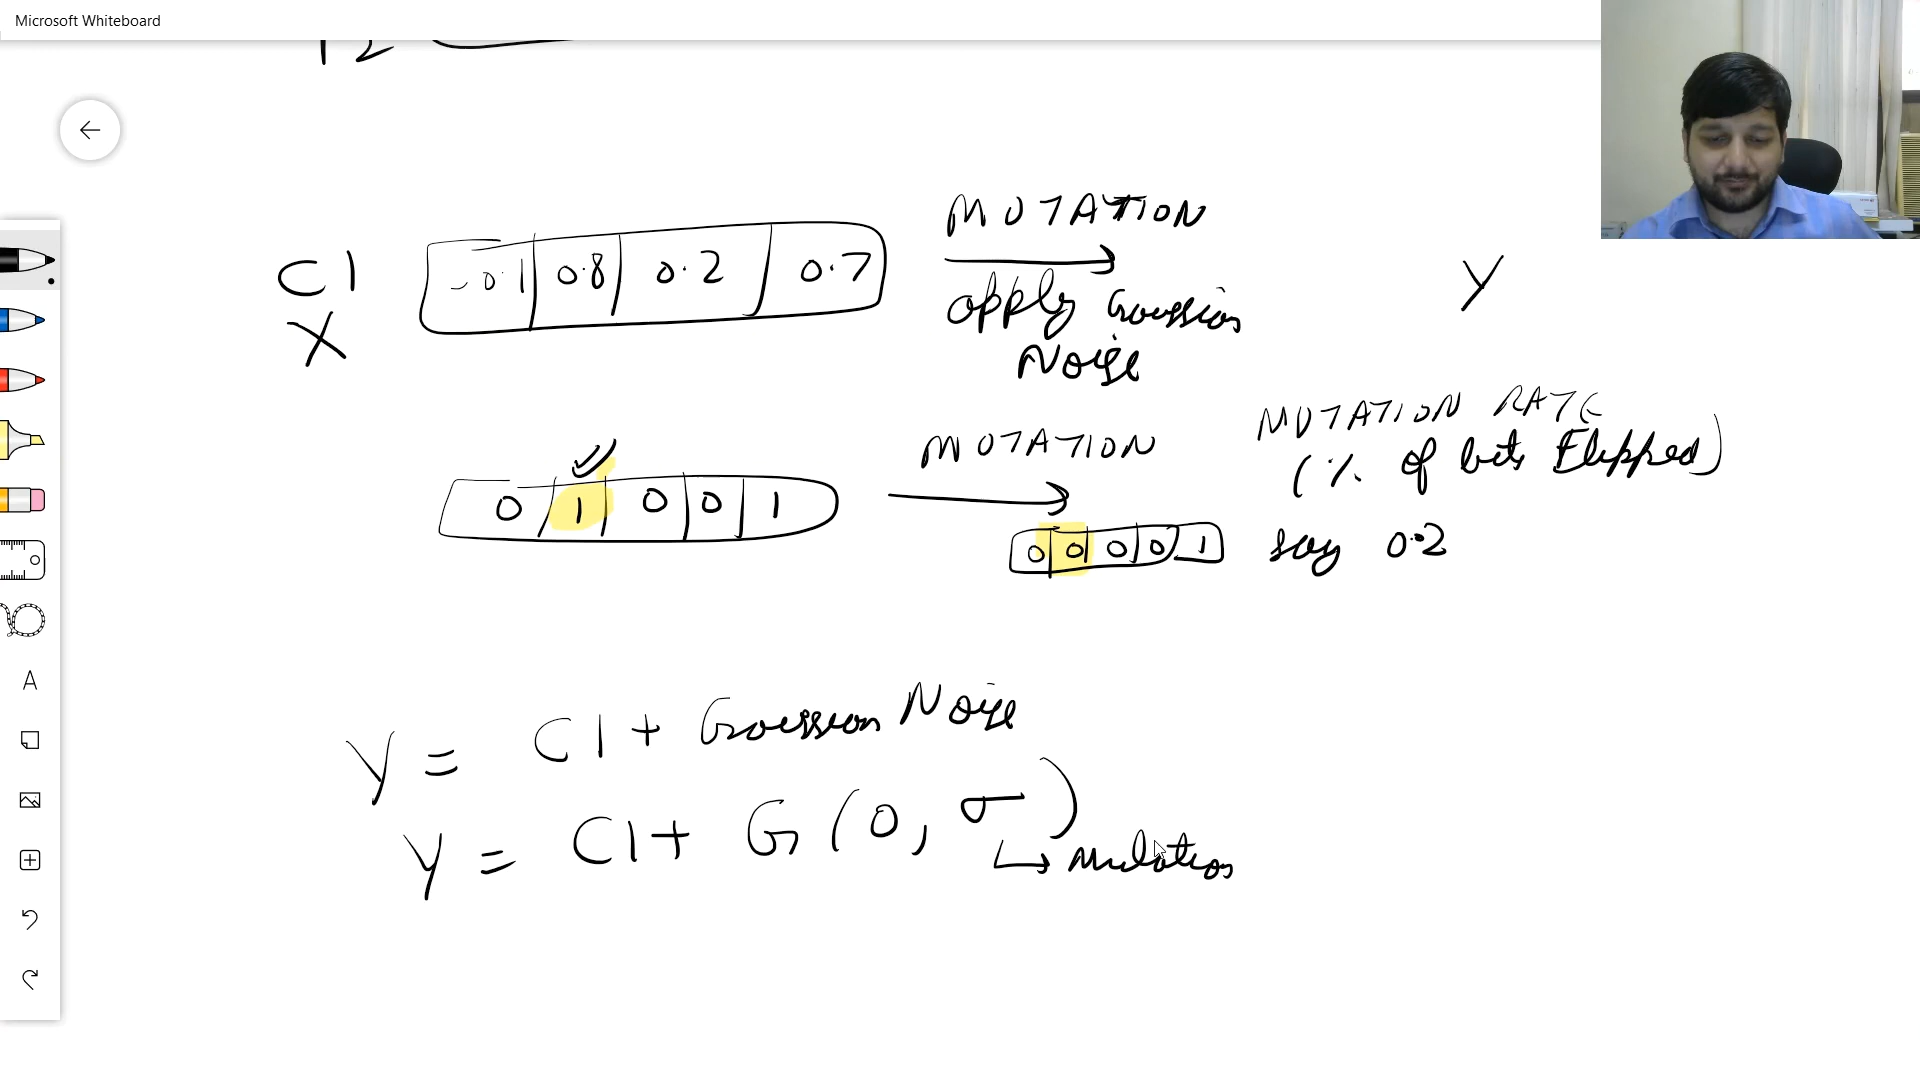 Microsoft Whiteboard
C1
-0.1 0.8 0.2 0.7
MUTATION
apply Gaussian
Noise
X
Y
0 1 0 0 1
MUTATION
0 0 0 0 1
MUTATION RATE
(% of bits Flipped)
say 0.2
Y = C1 + Gaussian Noise
Y = C1 + G (0, σ)
↳ mutation
A